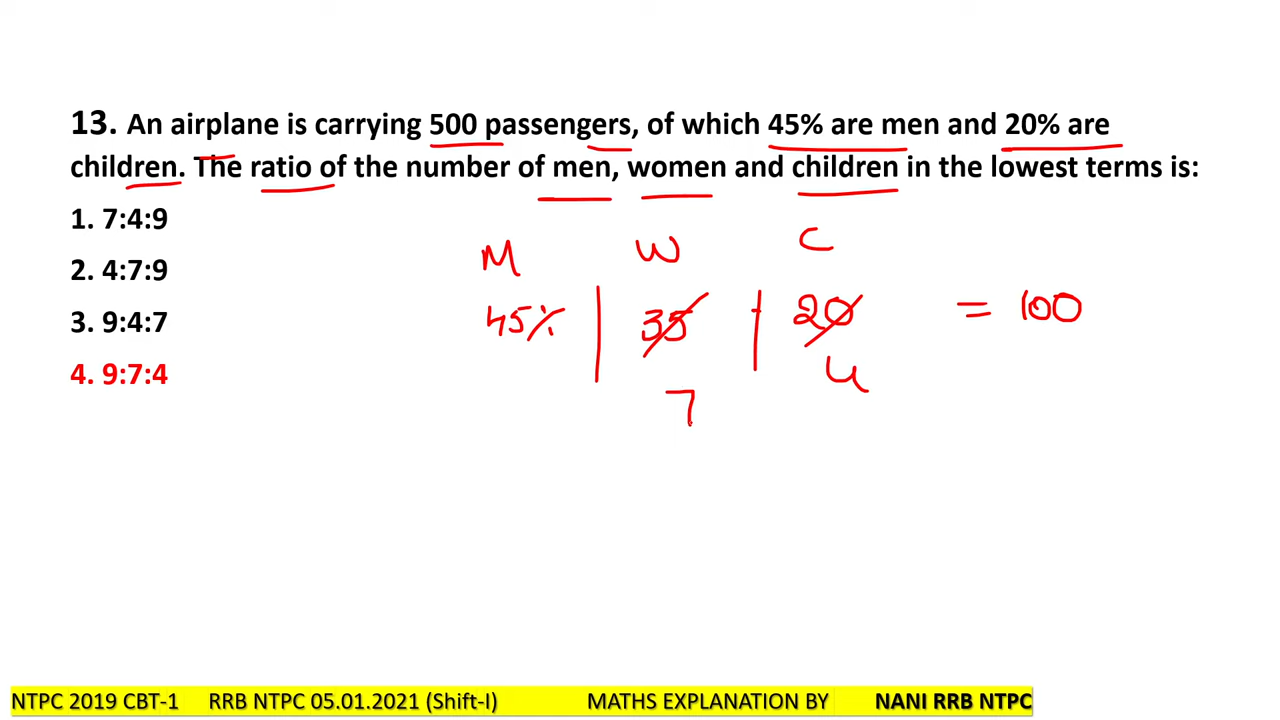 13. An airplane is carrying 500 passengers, of which 45% are men and 20% are
children. The ratio of the number of men, women and children in the lowest terms is:
1. 7:4:9
2. 4:7:9
3. 9:4:7
4. 9:7:4
M W C
45% 35 20 = 100
7 4
NTPC 2019 CBT-1 RRB NTPC 05.01.2021 (Shift-I) MATHS EXPLANATION BY NANI RRB NTPC